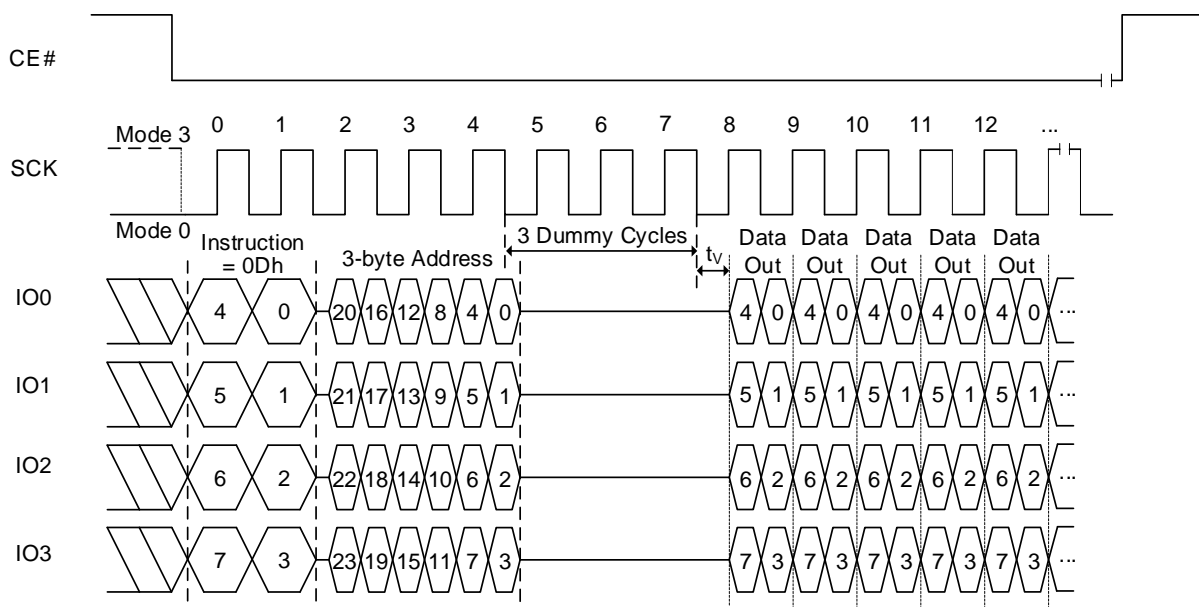 CE#
0 1 2 3 4 5 6 7 8 9 10 11 12 ...
Mode 3
SCK
Mode 0
3 Dummy Cycles
Instruction
= 0Dh
3-byte Address
tV
Data Data Data Data Data
Out Out Out Out Out
IO0 4 0 20 16 12 8 4 0 4 0 4 0 4 0 4 0 4 0 ...
IO1 5 1 21 17 13 9 5 1 5 1 5 1 5 1 5 1 5 1 ...
IO2 6 2 22 18 14 10 6 2 6 2 6 2 6 2 6 2 6 2 ...
IO3 7 3 23 19 15 11 7 3 7 3 7 3 7 3 7 3 7 3 ...